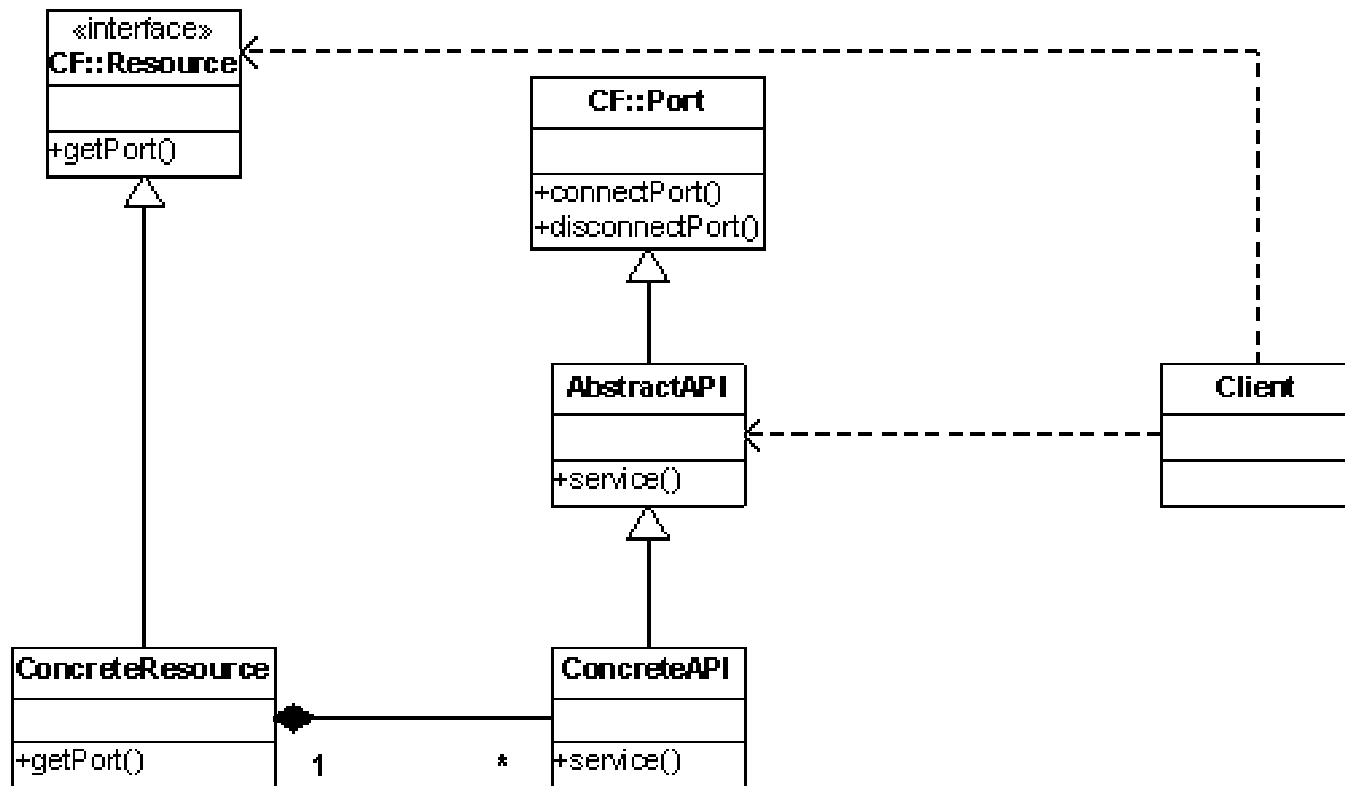 «interface»
CF::Resource
+getPort()
CF::Port
+connectPort()
+disconnectPort()
AbstractAPI
+service()
Client
ConcreteResource
+getPort()
1
*
ConcreteAPI
+service()